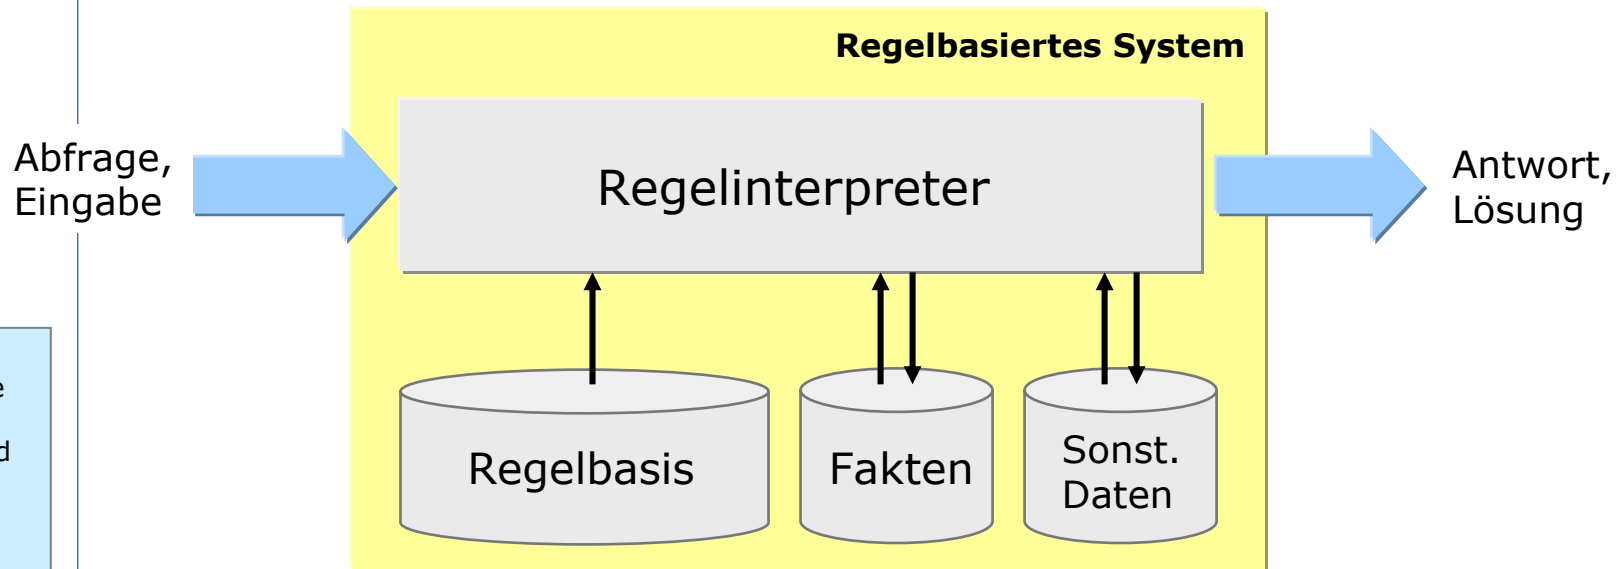 Regelbasiertes System
Abfrage,
Eingabe
Regelinterpreter
Antwort,
Lösung
Regelbasis
Fakten
Sonst.
Daten